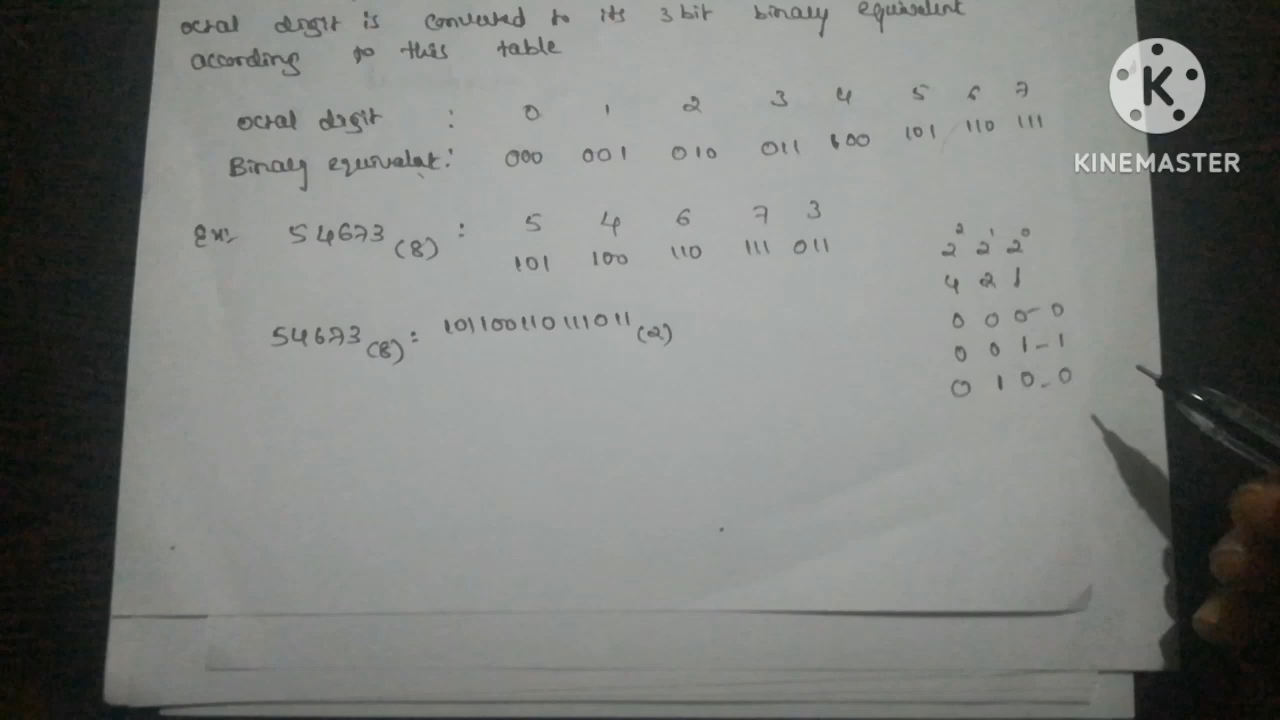 octal digit is converted to its 3 bit binary equivalent
according to this table
octal digit : 0 1 2 3 4 5 6 7
Binary equivalent: 000 001 010 011 100 101 110 111
K
KINEMASTER
Ex:- 54673 (8) : 5 4 6 7 3
101 100 110 111 011
54673 (8): 101100110111011 (2)
2² 2¹ 2⁰
4 2 1
0 0 0-0
0 0 1-1
0 1 0-0